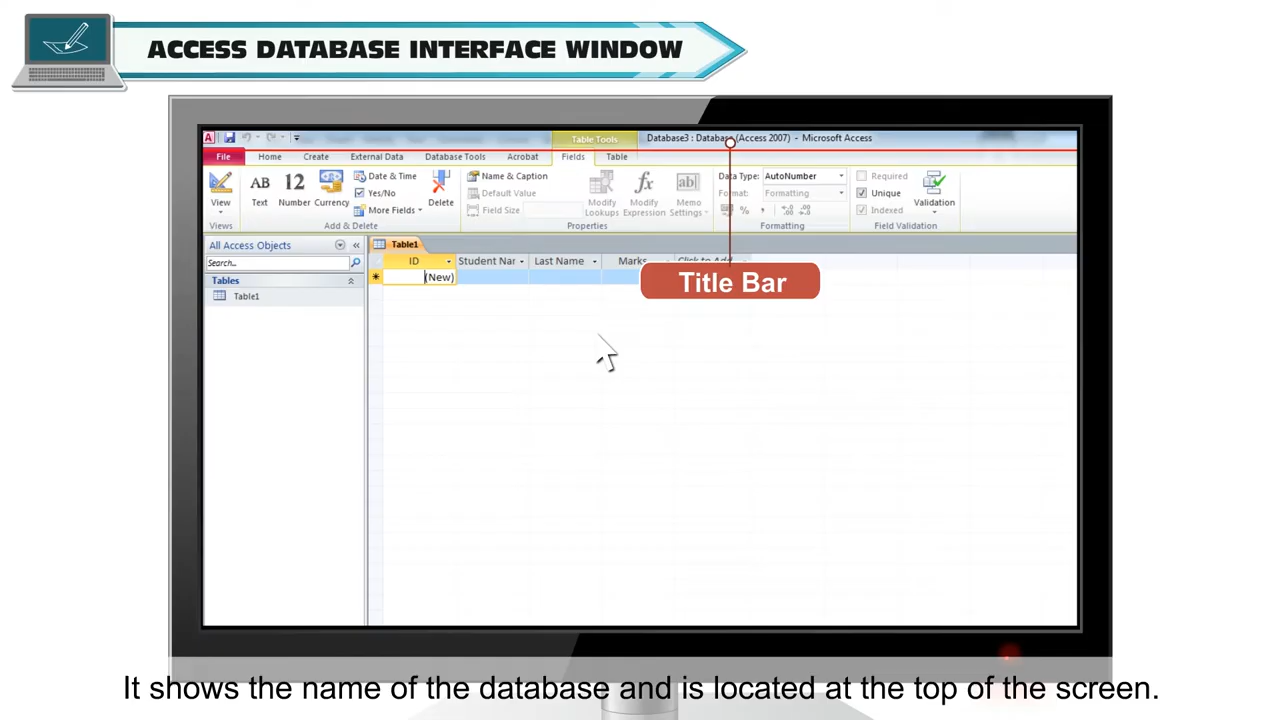 ACCESS DATABASE INTERFACE WINDOW
A
Table Tools
Database3 : Database (Access 2007) - Microsoft Access
File Home Create External Data Database Tools Acrobat Fields Table
View
Views
AB
Text
12
Number
Currency
Date & Time
Yes/No
More Fields
Delete
Add & Delete
Name & Caption
Default Value
Field Size
Modify
Lookups
fx
Modify
Expression
ab
Memo
Settings
Properties
Data Type: AutoNumber
Format: Formatting
%
Formatting
Required
Unique
Indexed
Validation
Field Validation
All Access Objects
Search...
Tables
Table1
Table1
ID Student Nar Last Name Marks Click to Add
(New)
Title Bar
It shows the name of the database and is located at the top of the screen.